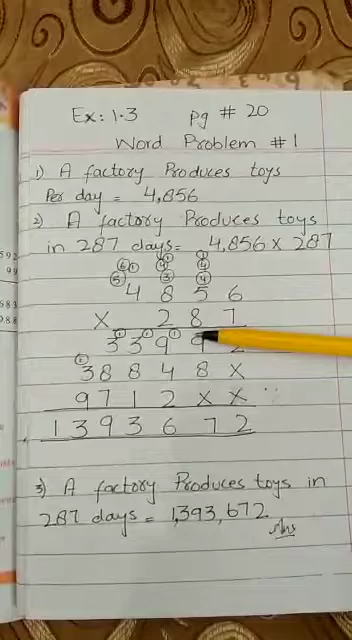 Ex: 1.3 Pg # 20
Word Problem # 1
1) A factory Produces toys
Per day = 4,856
2) A factory Produces toys
in 287 days = 4,856 x 287
4 8 5 6
X 2 8 7
3 3 9 9 2
3 8 8 4 8 X
9 7 1 2 X X
1 3 9 3 6 7 2
3) A factory Produces toys in
287 days = 1,393,672
Ans